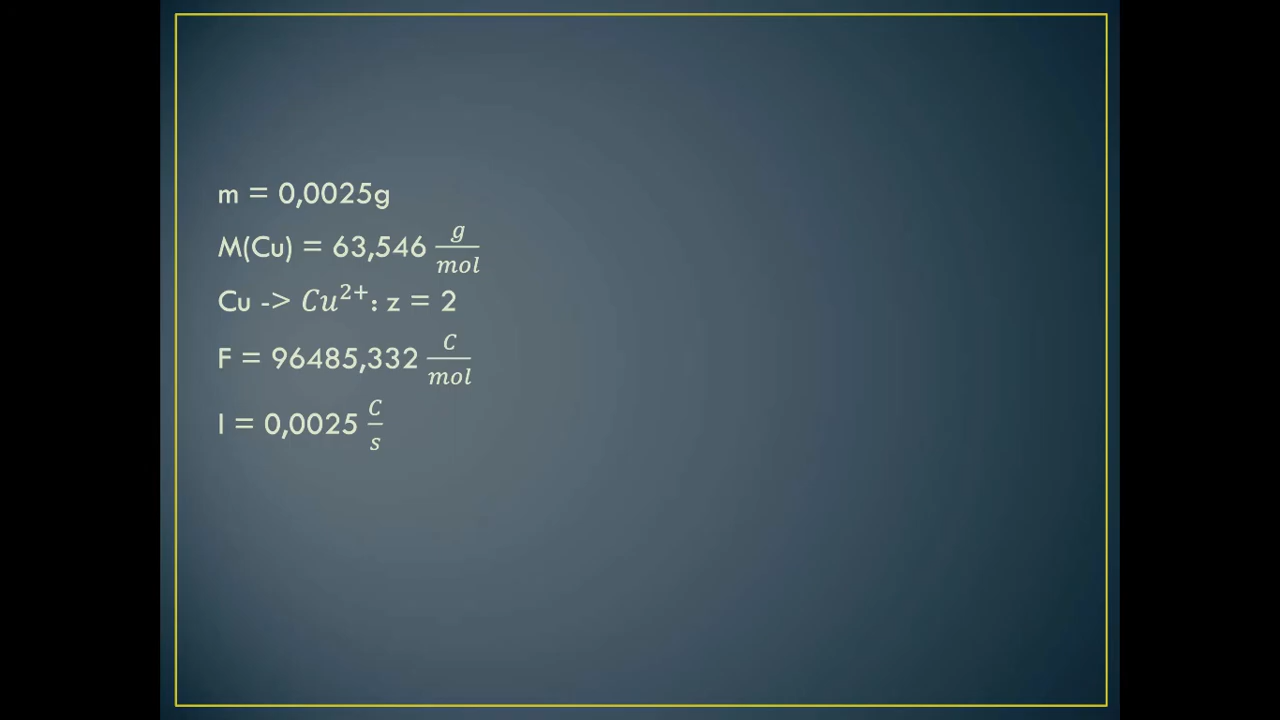 m = 0,0025g
M(Cu) = 63,546 g/mol
Cu -> Cu²⁺: z = 2
F = 96485,332 C/mol
I = 0,0025 C/s